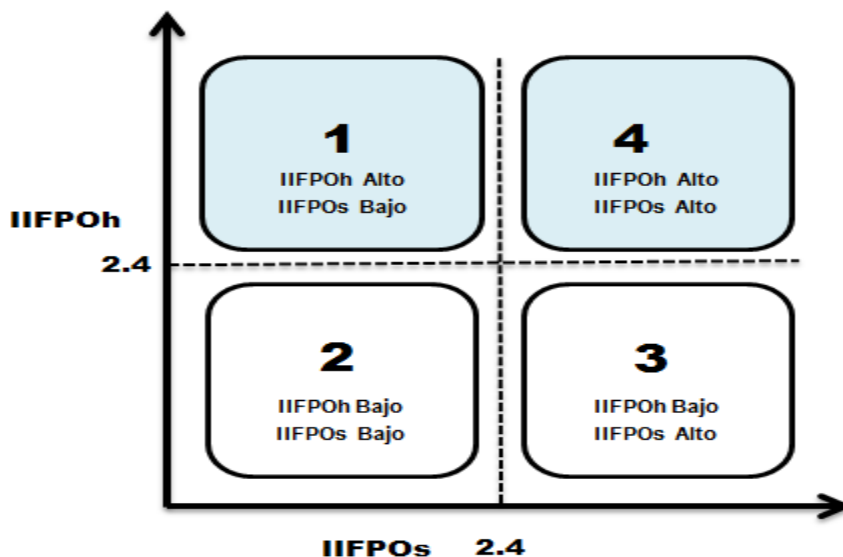 1
IIFPOh Alto
IIFPOs Bajo
4
IIFPOh Alto
IIFPOs Alto
IIFPOh
2.4
2
IIFPOh Bajo
IIFPOs Bajo
3
IIFPOh Bajo
IIFPOs Alto
IIFPOs 2.4